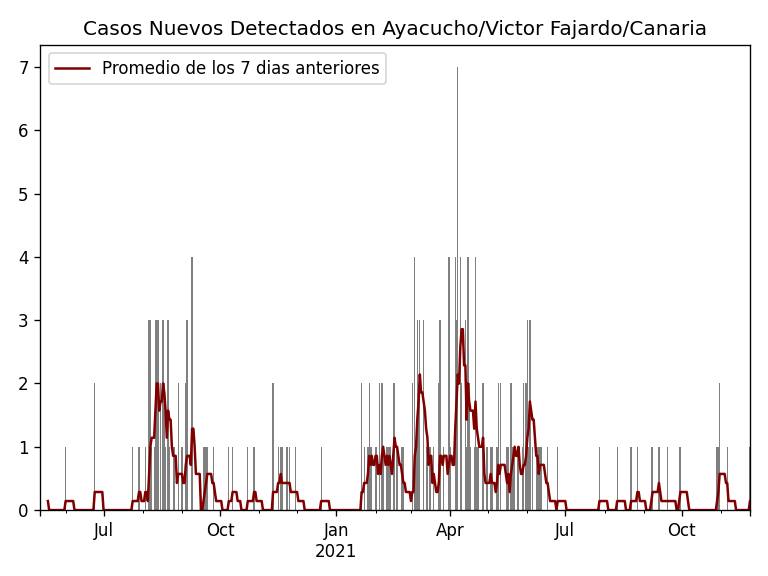 Casos Nuevos Detectados en Ayacucho/Victor Fajardo/Canaria
Promedio de los 7 dias anteriores
7
6
5
4
3
2
1
0
Jul
Oct
Jan
2021
Apr
Jul
Oct